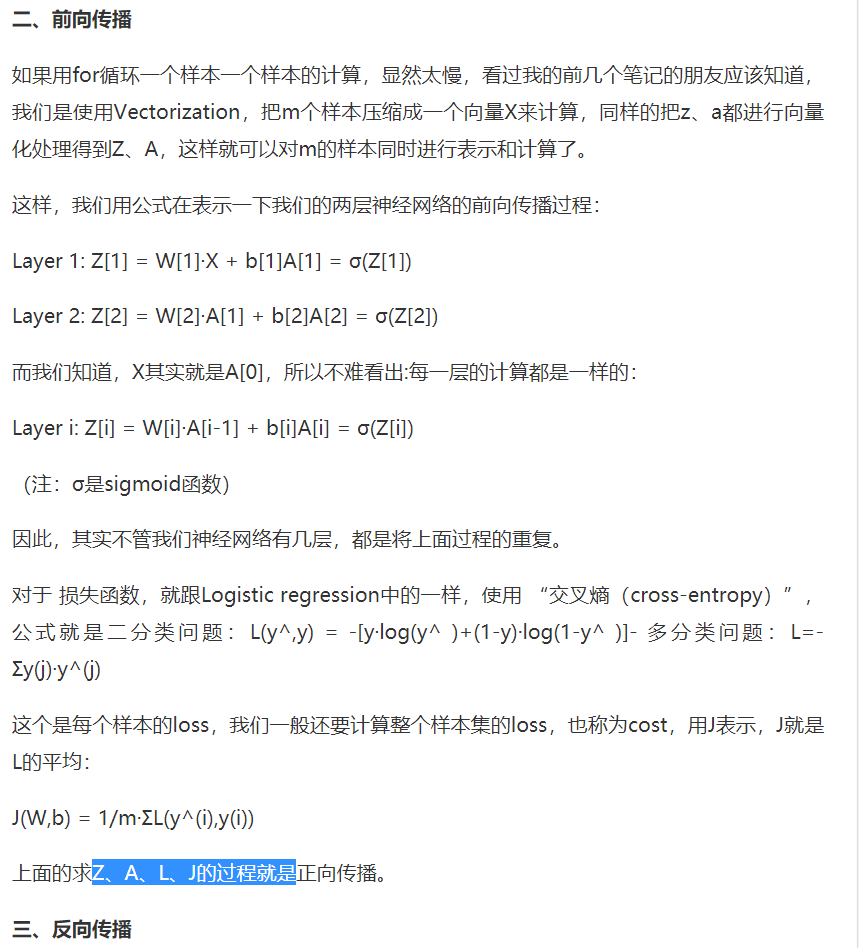 二、前向传播
如果用for循环一个样本一个样本的计算，显然太慢，看过我的前几个笔记的朋友应该知道，
我们是使用Vectorization，把m个样本压缩成一个向量X来计算，同样的把z、a都进行向量
化处理得到Z、A，这样就可以对m的样本同时进行表示和计算了。
这样，我们用公式在表示一下我们的两层神经网络的前向传播过程：
Layer 1: Z[1] = W[1]·X + b[1]A[1] = σ(Z[1])
Layer 2: Z[2] = W[2]·A[1] + b[2]A[2] = σ(Z[2])
而我们知道，X其实就是A[0]，所以不难看出:每一层的计算都是一样的：
Layer i: Z[i] = W[i]·A[i-1] + b[i]A[i] = σ(Z[i])
（注：σ是sigmoid函数）
因此，其实不管我们神经网络有几层，都是将上面过程的重复。
对于 损失函数，就跟Logistic regression中的一样，使用 “交叉熵（cross-entropy）”，
公式就是二分类问题：L(y^,y) = -[y·log(y^ )+(1-y)·log(1-y^ )]- 多分类问题：L=-
Σy(j)·y^(j)
这个是每个样本的loss，我们一般还要计算整个样本集的loss，也称为cost，用J表示，J就是
L的平均：
J(W,b) = 1/m·ΣL(y^(i),y(i))
上面的求Z、A、L、J的过程就是正向传播。
三、反向传播